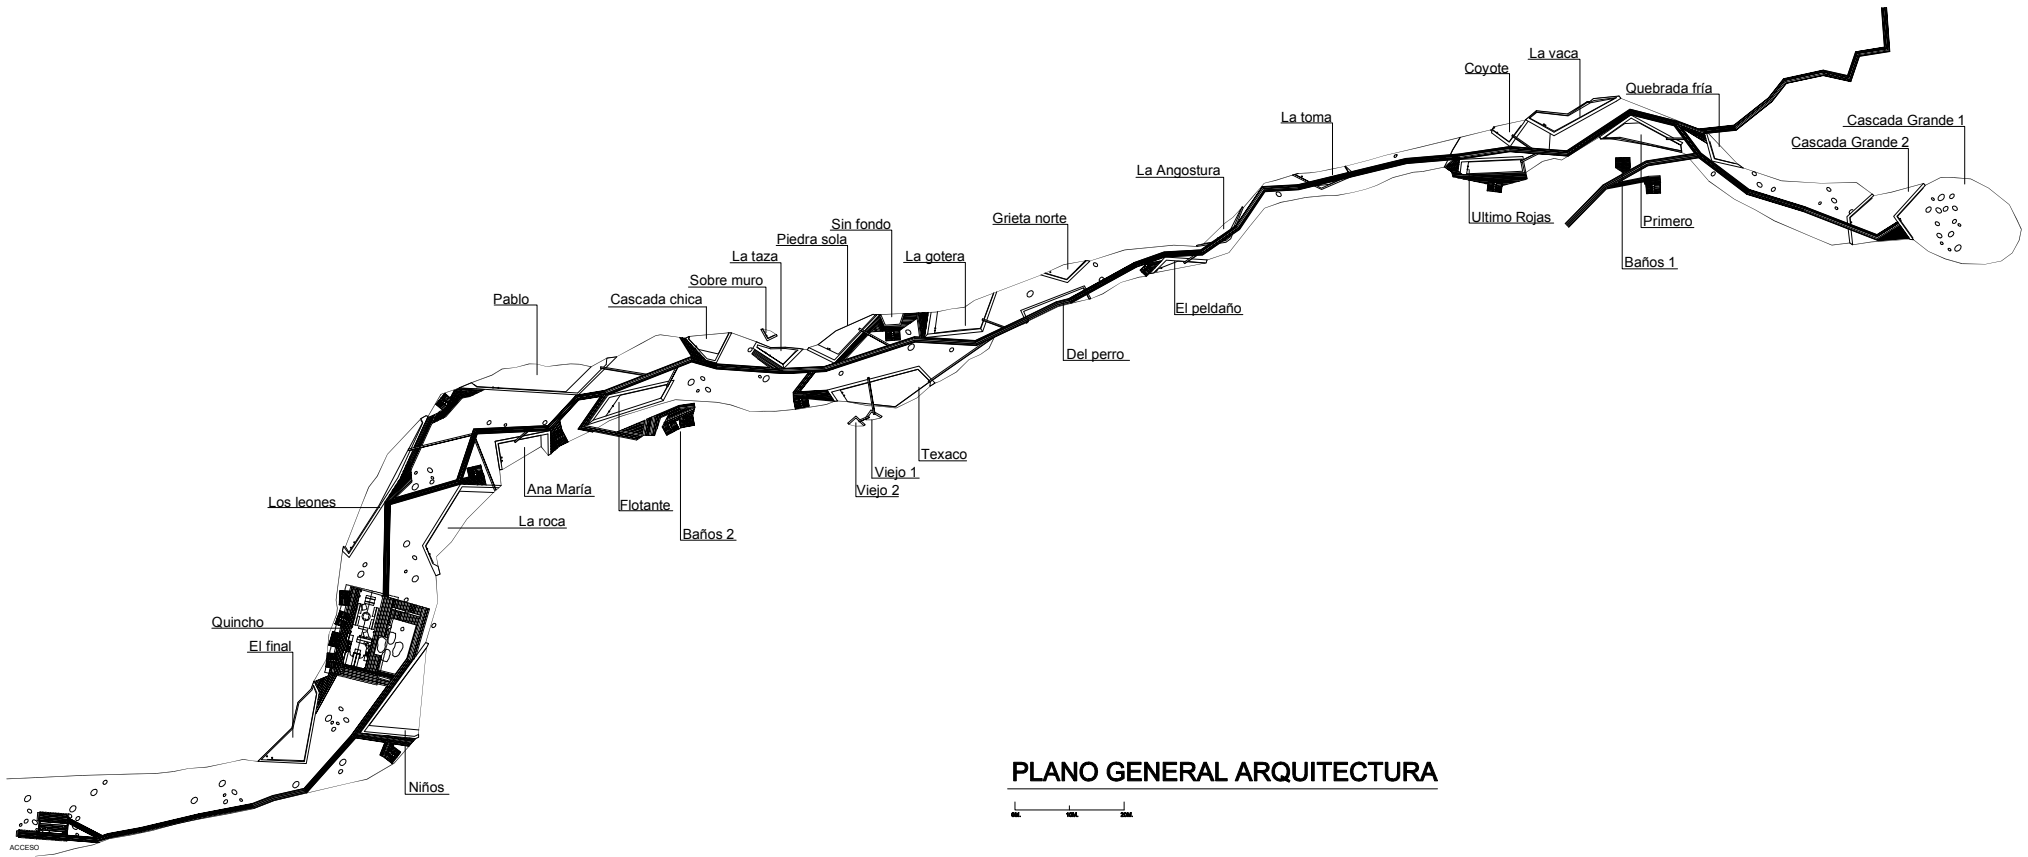 La vaca
Coyote
Quebrada fría
La toma
Cascada Grande 1
Cascada Grande 2
La Angostura
Grieta norte
Ultimo Rojas
Primero
Sin fondo
Piedra sola
La taza
La gotera
Baños 1
Sobre muro
Pablo
Cascada chica
El peldaño
Del perro
Texaco
Viejo 1
Viejo 2
Ana María
Los leones
Flotante
La roca
Baños 2
Quincho
El final
PLANO GENERAL ARQUITECTURA
Niños
0M. 10M. 20M.
ACCESO